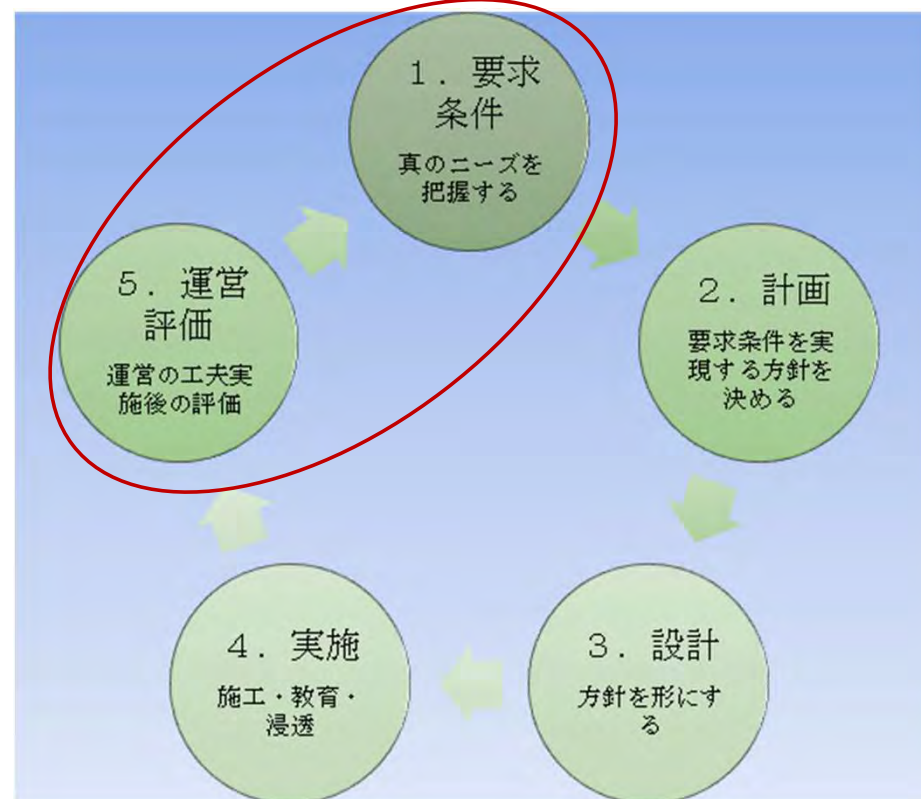 １．要求
条件
真のニーズを
把握する
２．計画
要求条件を実
現する方針を
決める
３．設計
方針を形にす
る
４．実施
施工・教育・
浸透
５．運営
評価
運営の工夫実
施後の評価